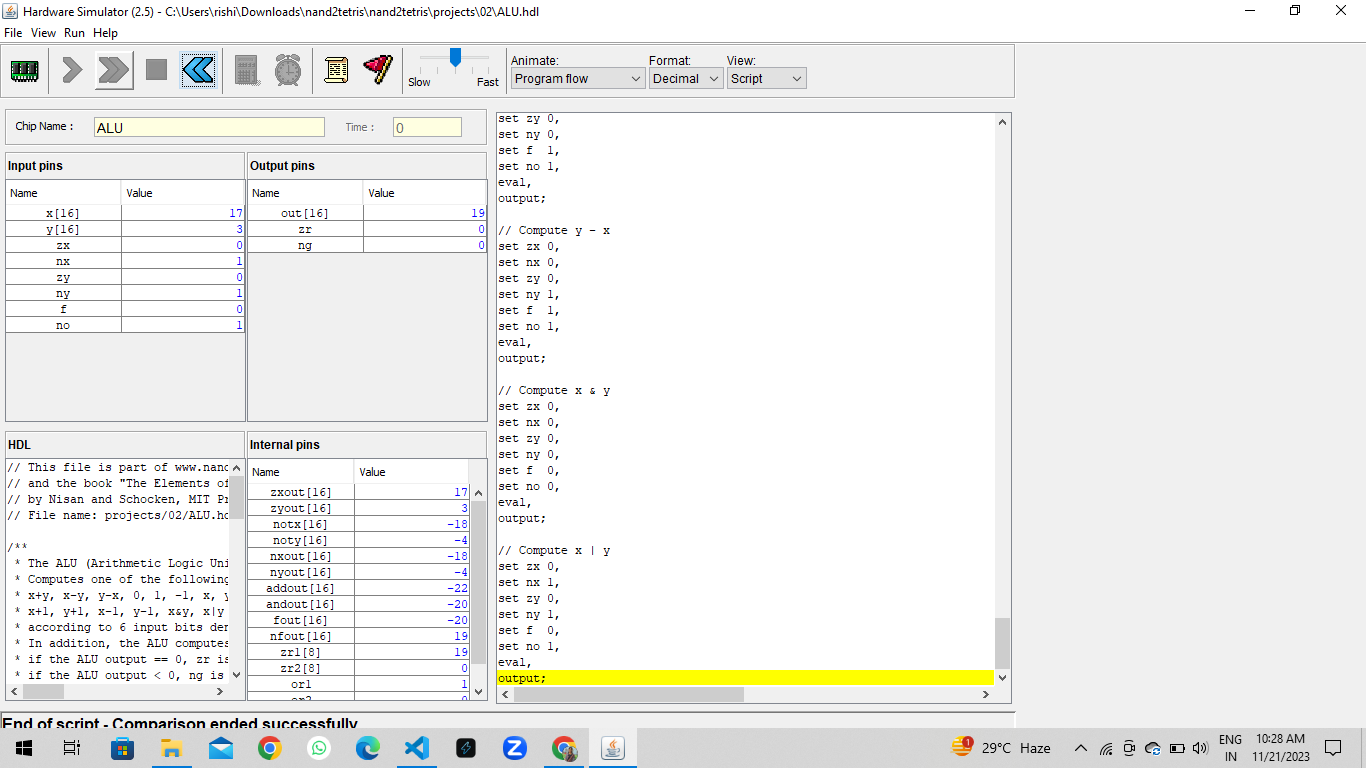 Hardware Simulator (2.5) - C:\Users\rishi\Downloads\nand2tetris\nand2tetris\projects\02\ALU.hdl
File View Run Help
Slow Fast
Animate: Format: View:
Program flow Decimal Script
Chip Name : ALU Time : 0
Input pins
Name Value
x[16] 17
y[16] 3
zx 0
nx 1
zy 0
ny 1
f 0
no 1
Output pins
Name Value
out[16] 19
zr 0
ng 0
HDL
// This file is part of www.nand
// and the book "The Elements of
// by Nisan and Schocken, MIT Pr
// File name: projects/02/ALU.hd
/**
* The ALU (Arithmetic Logic Uni
* Computes one of the following
* x+y, x-y, y-x, 0, 1, -1, x, y
* x+1, y+1, x-1, y-1, x&y, x|y
* according to 6 input bits den
* In addition, the ALU computes
* if the ALU output == 0, zr is
* if the ALU output < 0, ng is
Internal pins
Name Value
zxout[16] 17
zyout[16] 3
notx[16] -18
noty[16] -4
nxout[16] -18
nyout[16] -4
addout[16] -22
andout[16] -20
fout[16] -20
nfout[16] 19
zr1[8] 19
zr2[8] 0
or1 1
or2 0
set zy 0,
set ny 0,
set f 1,
set no 1,
eval,
output;
// Compute y - x
set zx 0,
set nx 0,
set zy 0,
set ny 1,
set f 1,
set no 1,
eval,
output;
// Compute x & y
set zx 0,
set nx 0,
set zy 0,
set ny 0,
set f 0,
set no 0,
eval,
output;
// Compute x | y
set zx 0,
set nx 1,
set zy 0,
set ny 1,
set f 0,
set no 1,
eval,
output;
End of script - Comparison ended successfully
1
29°C Haze
ENG
IN
10:28 AM
11/21/2023